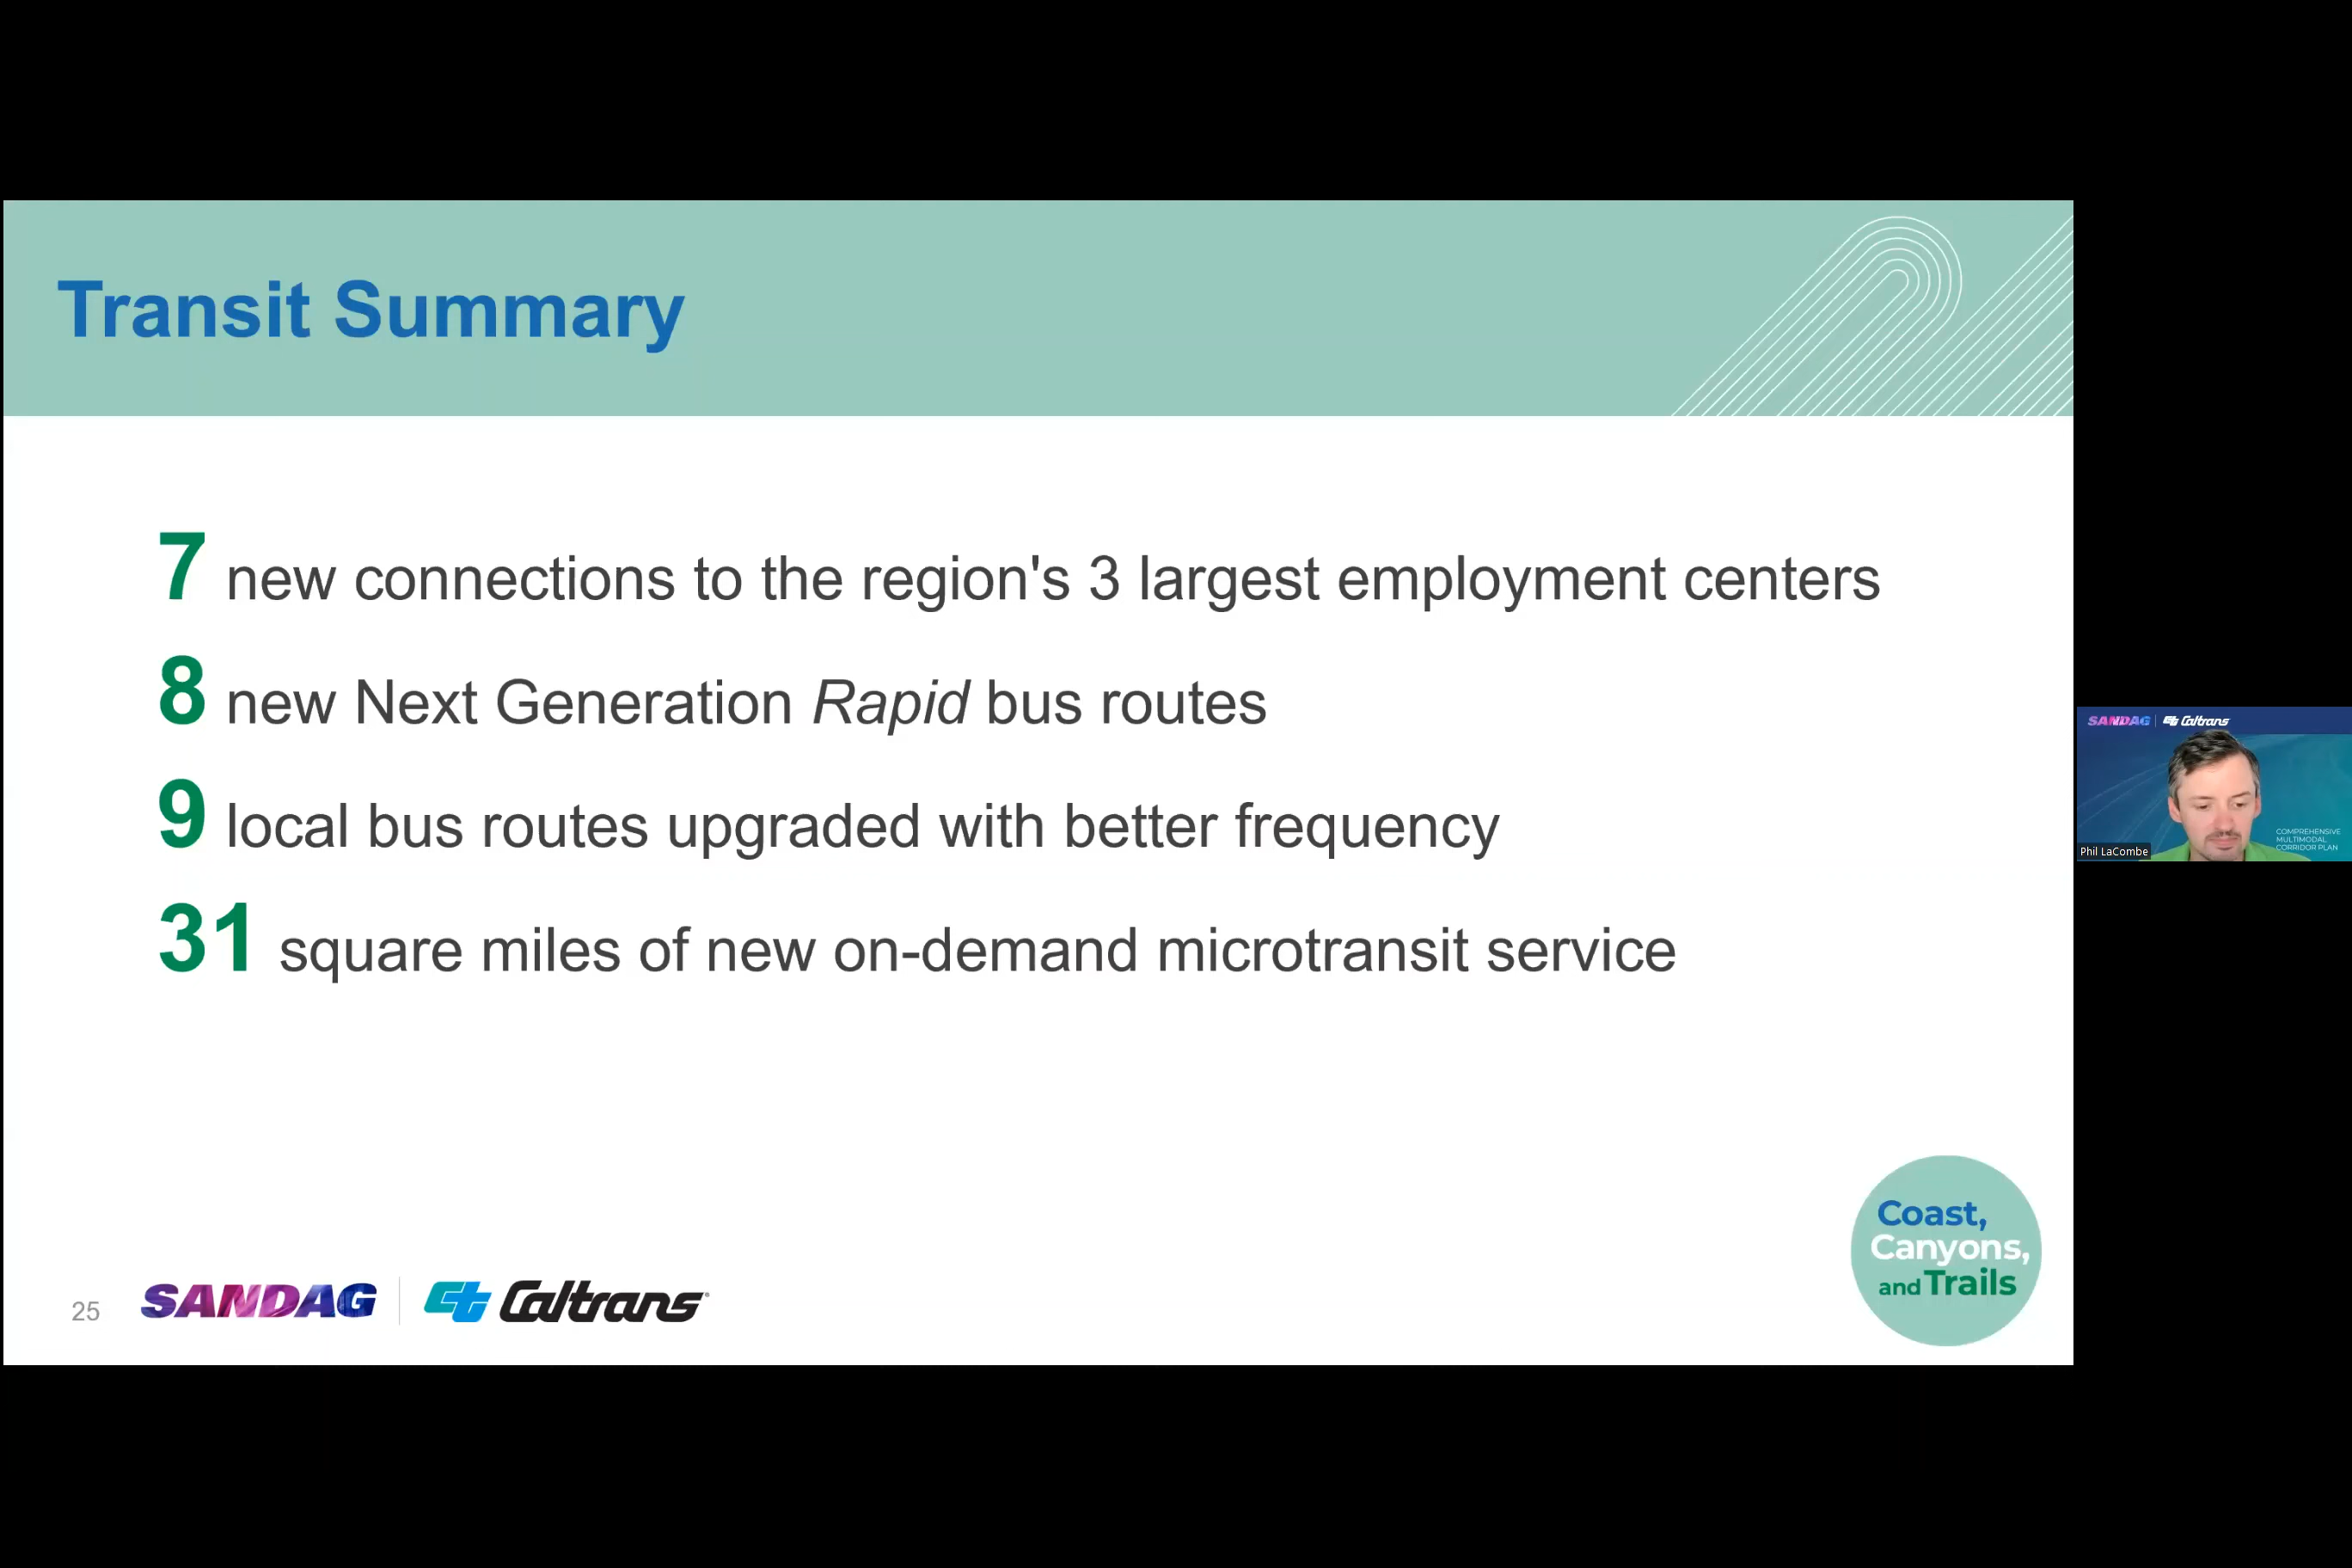 Transit Summary
7 new connections to the region's 3 largest employment centers
8 new Next Generation Rapid bus routes
9 local bus routes upgraded with better frequency
31 square miles of new on-demand microtransit service
25
SANDAG
Caltrans
Coast,
Canyons,
and Trails
SANDAG
Caltrans
COMPREHENSIVE
MULTIMODAL
CORRIDOR PLAN
Phil LaCombe